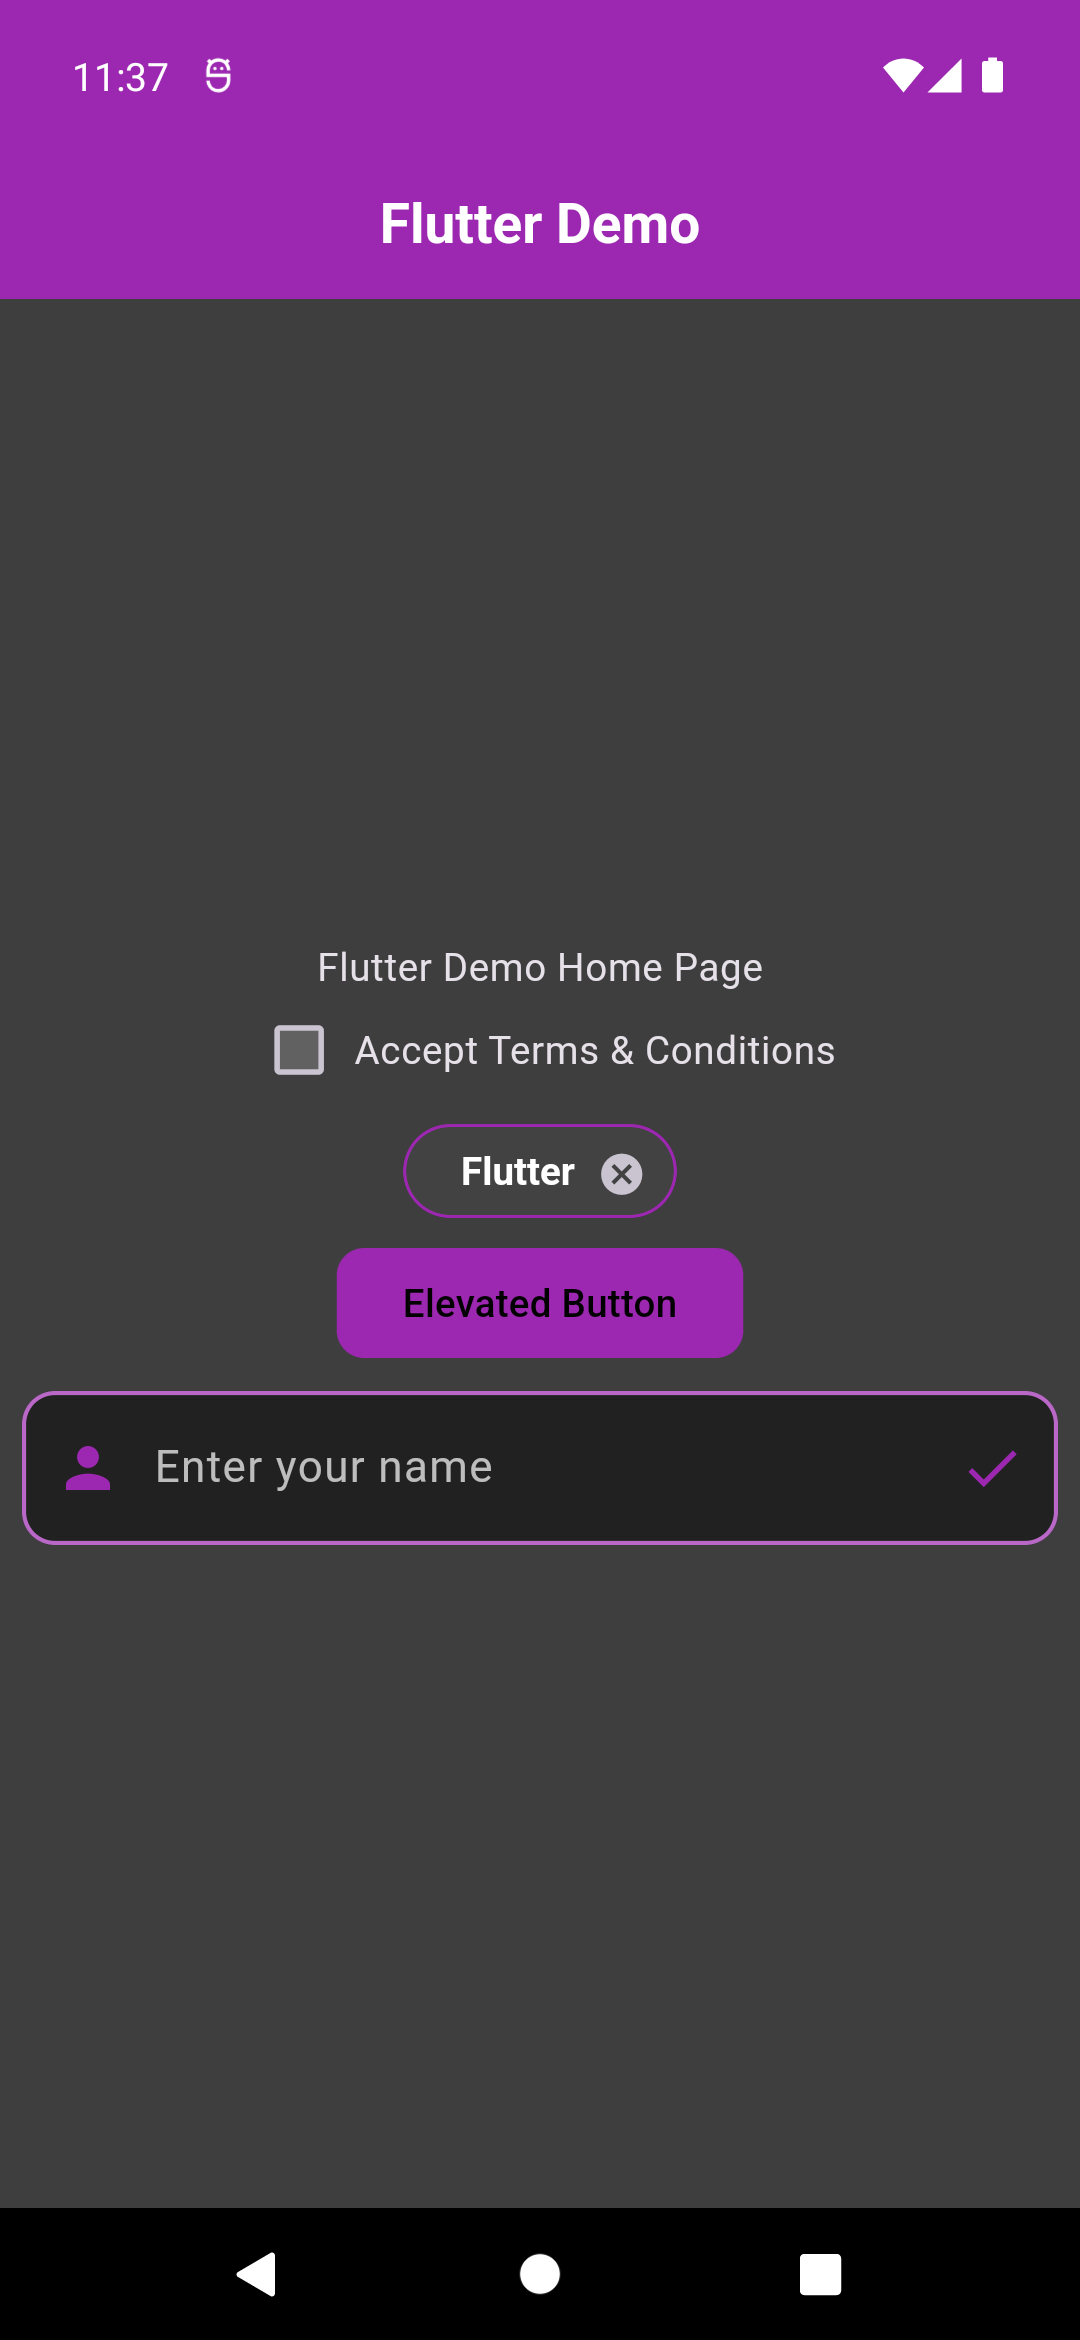 11:37
Flutter Demo
Flutter Demo Home Page
Accept Terms & Conditions
Flutter
Elevated Button
Enter your name